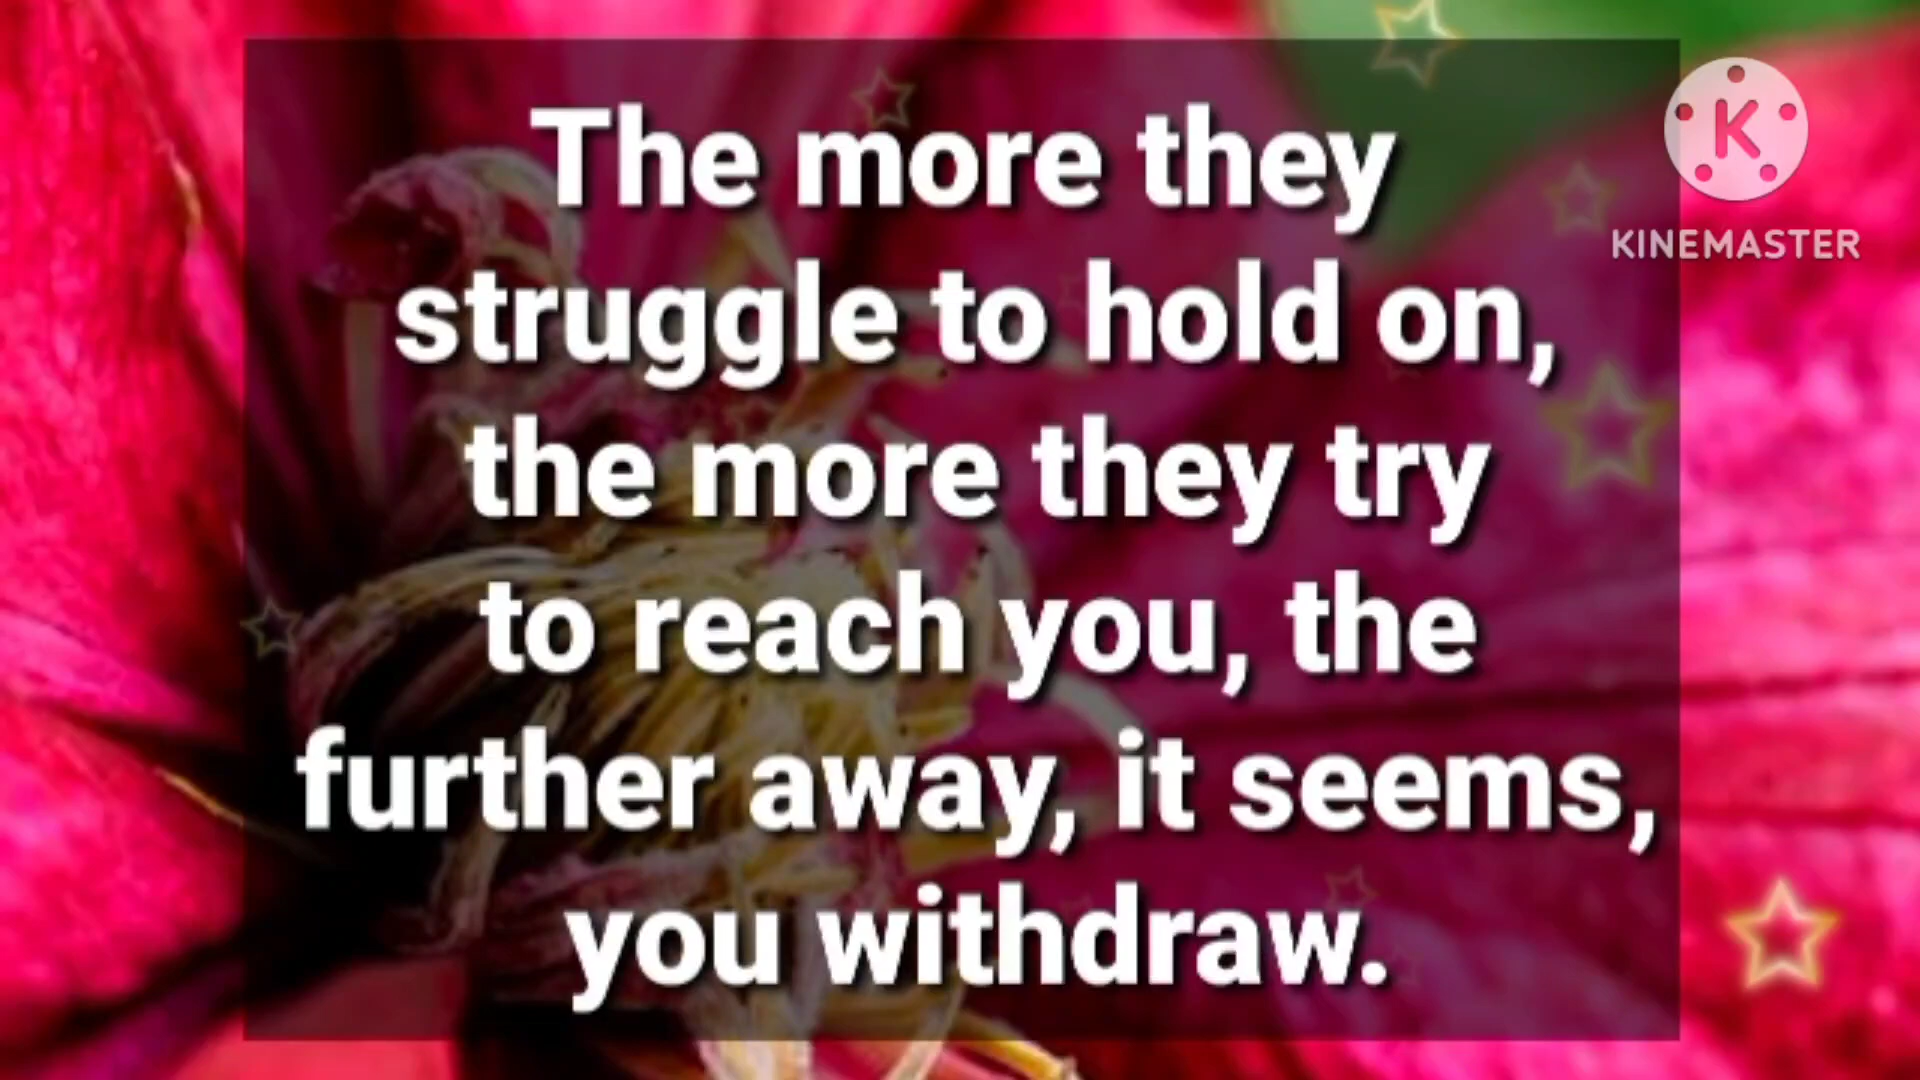 The more they
struggle to hold on,
the more they try
to reach you, the
further away, it seems,
you withdraw.
K
KINEMASTER